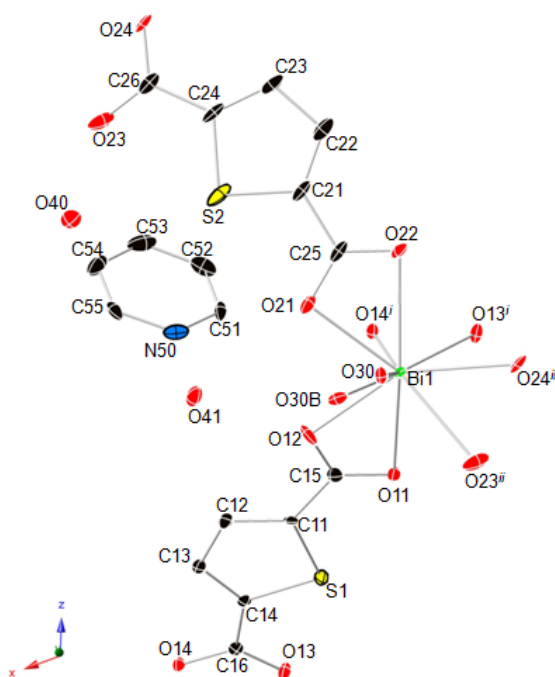 O24
C23
C26
C24
O23
C22
S2
C21
O40
C53
C54
C52
C25
O22
C55
C51
O21
O14ⁱ
O13ⁱ
N50
O30
Bi1
O24ⁱⁱ
O30B
O41
O12
O23ⁱⁱ
C15
O11
C12
C11
C13
S1
C14
z
O14
C16
O13
x